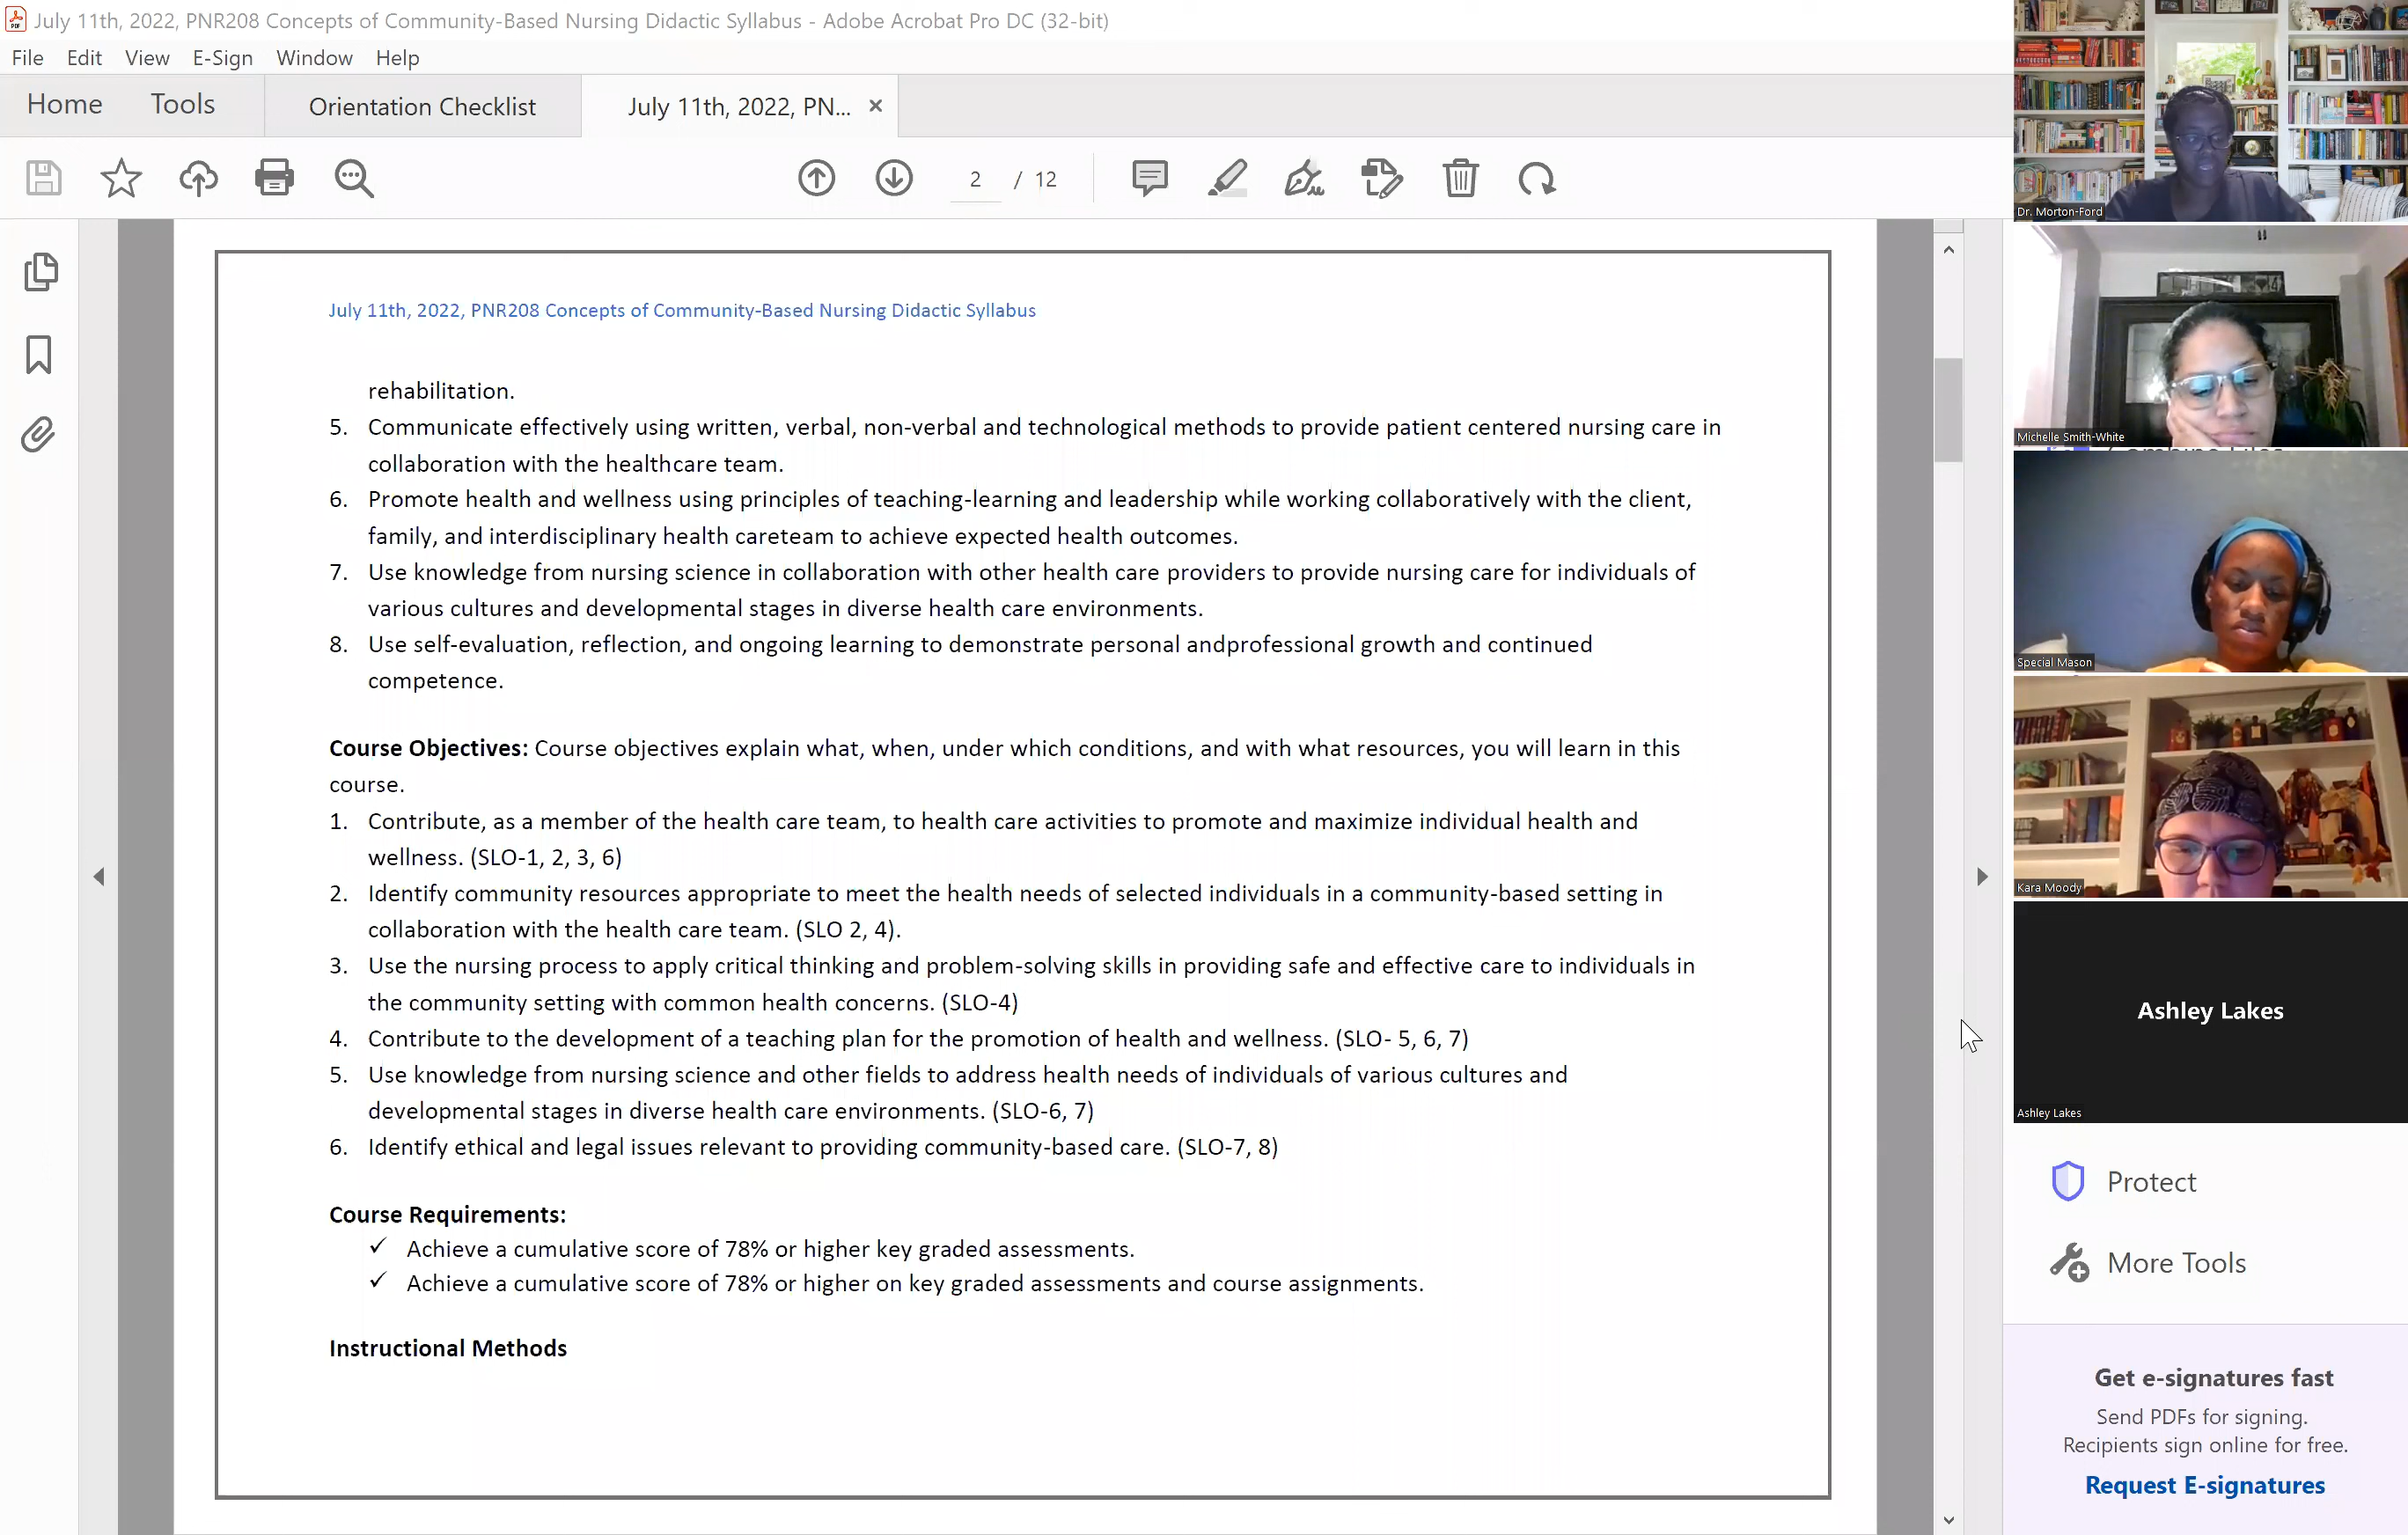 July 11th, 2022, PNR208 Concepts of Community-Based Nursing Didactic Syllabus - Adobe Acrobat Pro DC (32-bit)
File Edit View E-Sign Window Help
Home Tools Orientation Checklist July 11th, 2022, PN... ×
2 / 12
July 11th, 2022, PNR208 Concepts of Community-Based Nursing Didactic Syllabus
rehabilitation.
5. Communicate effectively using written, verbal, non-verbal and technological methods to provide patient centered nursing care in
collaboration with the healthcare team.
6. Promote health and wellness using principles of teaching-learning and leadership while working collaboratively with the client,
family, and interdisciplinary health careteam to achieve expected health outcomes.
7. Use knowledge from nursing science in collaboration with other health care providers to provide nursing care for individuals of
various cultures and developmental stages in diverse health care environments.
8. Use self-evaluation, reflection, and ongoing learning to demonstrate personal andprofessional growth and continued
competence.
Course Objectives: Course objectives explain what, when, under which conditions, and with what resources, you will learn in this
course.
1. Contribute, as a member of the health care team, to health care activities to promote and maximize individual health and
wellness. (SLO-1, 2, 3, 6)
2. Identify community resources appropriate to meet the health needs of selected individuals in a community-based setting in
collaboration with the health care team. (SLO 2, 4).
3. Use the nursing process to apply critical thinking and problem-solving skills in providing safe and effective care to individuals in
the community setting with common health concerns. (SLO-4)
4. Contribute to the development of a teaching plan for the promotion of health and wellness. (SLO- 5, 6, 7)
5. Use knowledge from nursing science and other fields to address health needs of individuals of various cultures and
developmental stages in diverse health care environments. (SLO-6, 7)
6. Identify ethical and legal issues relevant to providing community-based care. (SLO-7, 8)
Course Requirements:
✓ Achieve a cumulative score of 78% or higher key graded assessments.
✓ Achieve a cumulative score of 78% or higher on key graded assessments and course assignments.
Instructional Methods
Dr. Morton-Ford
Michelle Smith-White
Special Mason
Kara Moody
Ashley Lakes
Ashley Lakes
Protect
More Tools
Get e-signatures fast
Send PDFs for signing.
Recipients sign online for free.
Request E-signatures